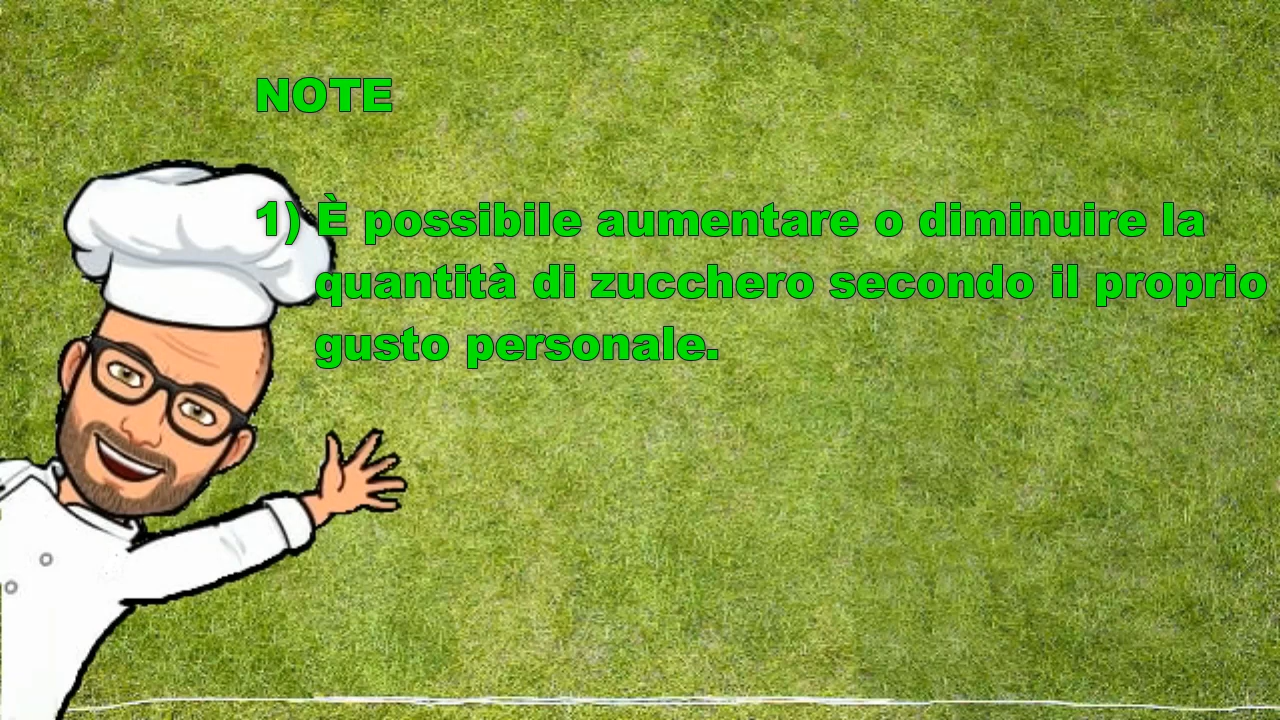 NOTE
1) È possibile aumentare o diminuire la
quantità di zucchero secondo il proprio
gusto personale.